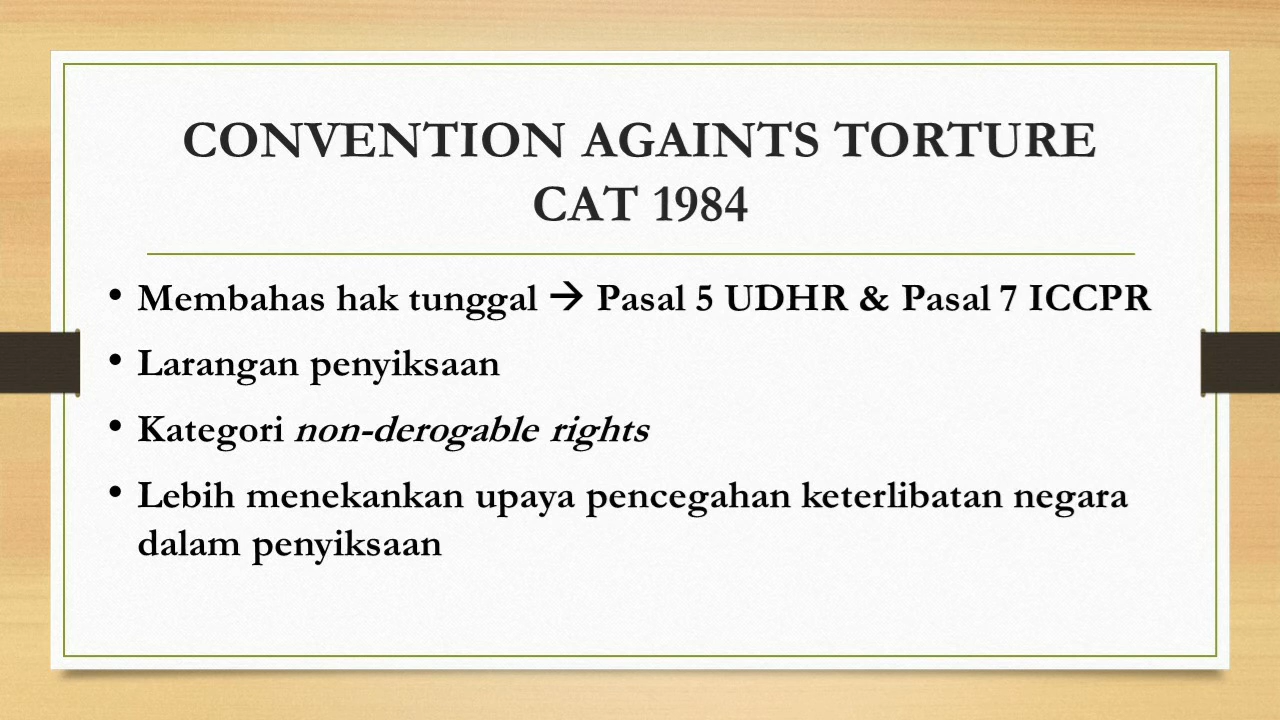 CONVENTION AGAINTS TORTURE
CAT 1984
• Membahas hak tunggal → Pasal 5 UDHR & Pasal 7 ICCPR
• Larangan penyiksaan
• Kategori non-derogable rights
• Lebih menekankan upaya pencegahan keterlibatan negara
dalam penyiksaan